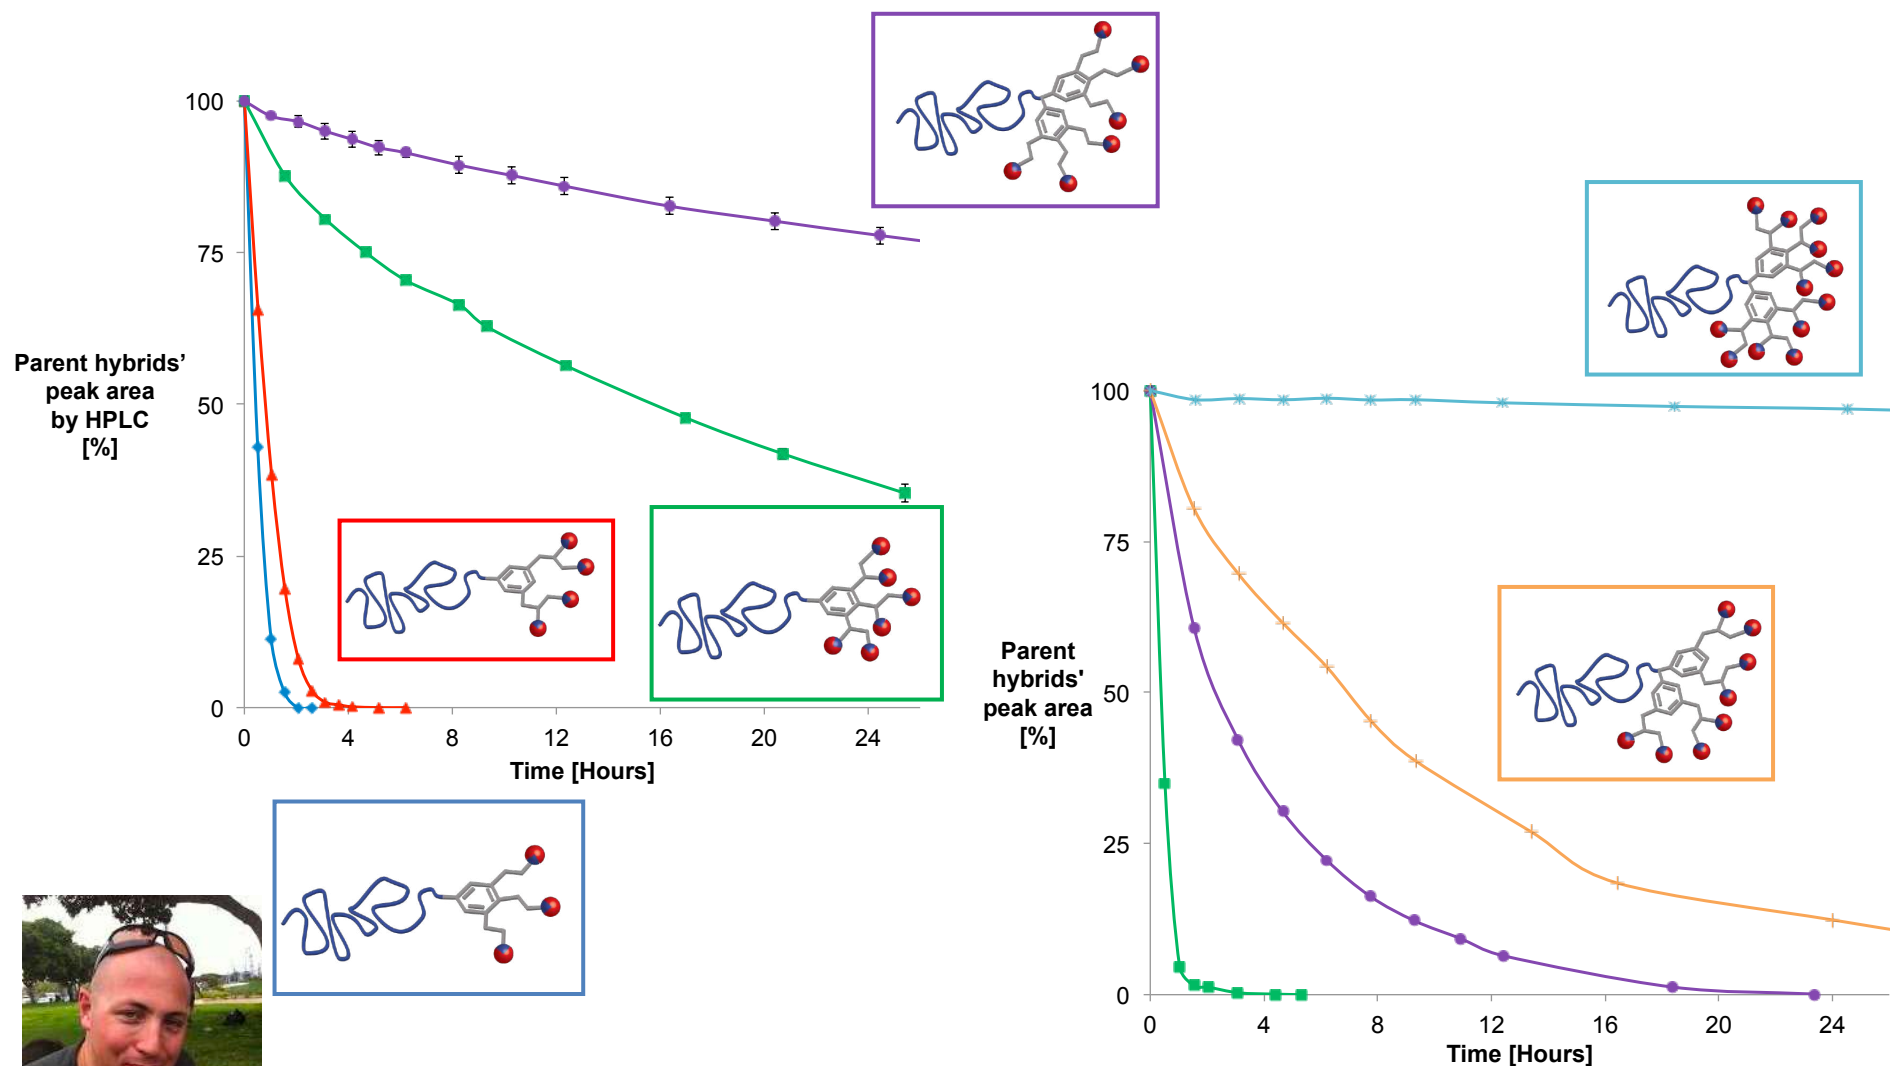 100
75
50
25
0
Parent hybrids’
peak area
by HPLC
[%]
0 4 8 12 16 20 24
Time [Hours]
100
75
50
25
0
Parent
hybrids'
peak area
[%]
0 4 8 12 16 20 24
Time [Hours]